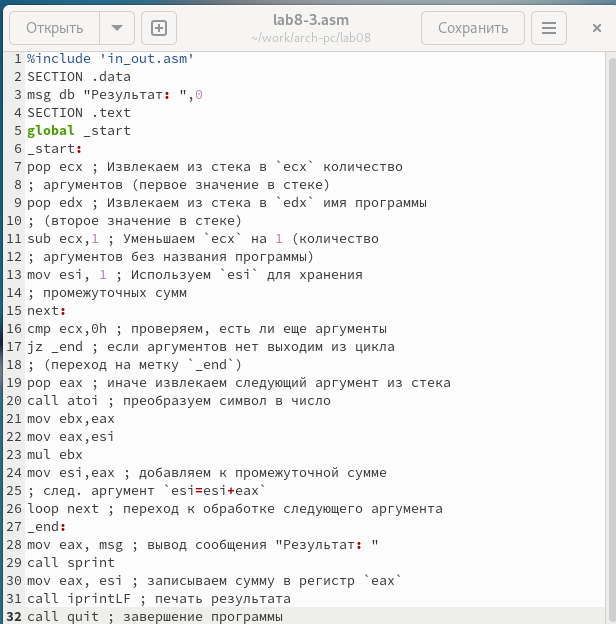 Открыть
lab8-3.asm
~/work/arch-pc/lab08
Сохранить
1 %include 'in_out.asm'
2 SECTION .data
3 msg db "Результат: ",0
4 SECTION .text
5 global _start
6 _start:
7 pop ecx ; Извлекаем из стека в `ecx` количество
8 ; аргументов (первое значение в стеке)
9 pop edx ; Извлекаем из стека в `edx` имя программы
10 ; (второе значение в стеке)
11 sub ecx,1 ; Уменьшаем `ecx` на 1 (количество
12 ; аргументов без названия программы)
13 mov esi, 1 ; Используем `esi` для хранения
14 ; промежуточных сумм
15 next:
16 cmp ecx,0h ; проверяем, есть ли еще аргументы
17 jz _end ; если аргументов нет выходим из цикла
18 ; (переход на метку `_end`)
19 pop eax ; иначе извлекаем следующий аргумент из стека
20 call atoi ; преобразуем символ в число
21 mov ebx,eax
22 mov eax,esi
23 mul ebx
24 mov esi,eax ; добавляем к промежуточной сумме
25 ; след. аргумент `esi=esi+eax`
26 loop next ; переход к обработке следующего аргумента
27 _end:
28 mov eax, msg ; вывод сообщения "Результат: "
29 call sprint
30 mov eax, esi ; записываем сумму в регистр `eax`
31 call iprintLF ; печать результата
32 call quit ; завершение программы